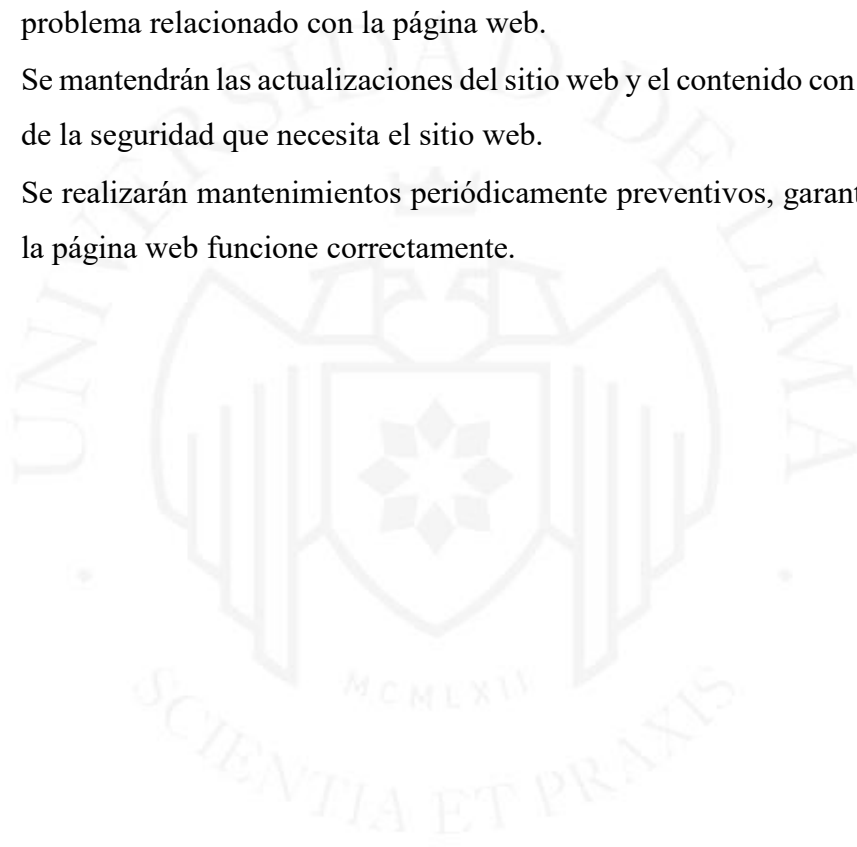 problema relacionado con la página web.
Se mantendrán las actualizaciones del sitio web y el contenido con
de la seguridad que necesita el sitio web.
Se realizarán mantenimientos periódicamente preventivos, garant
la página web funcione correctamente.
UNIVERSIDAD DE LIMA
MCMLXII
SCIENTIA ET PRAXIS